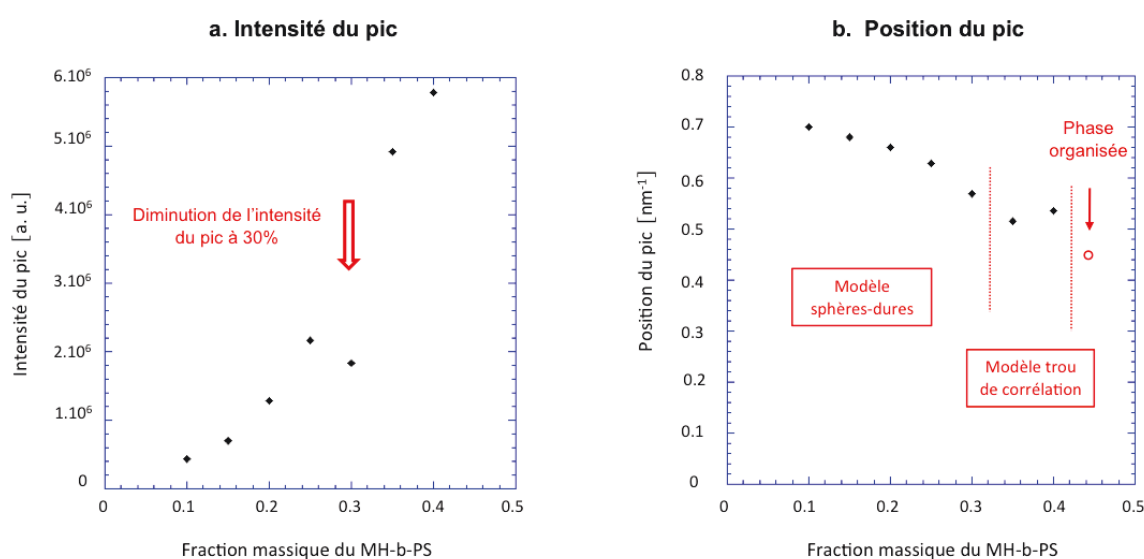 a. Intensité du pic
6.10⁶
5.10⁶
4.10⁶
3.10⁶
2.10⁶
1.10⁶
0
Intensité du pic [a. u.]
Diminution de l'intensité
du pic à 30%
0 0.1 0.2 0.3 0.4 0.5
Fraction massique du MH-b-PS
b. Position du pic
0.8
0.7
0.6
0.5
0.4
0.3
0.2
0.1
0
Position du pic [nm⁻¹]
Phase
organisée
Modèle
sphères-dures
Modèle trou
de corrélation
0 0.1 0.2 0.3 0.4 0.5
Fraction massique du MH-b-PS